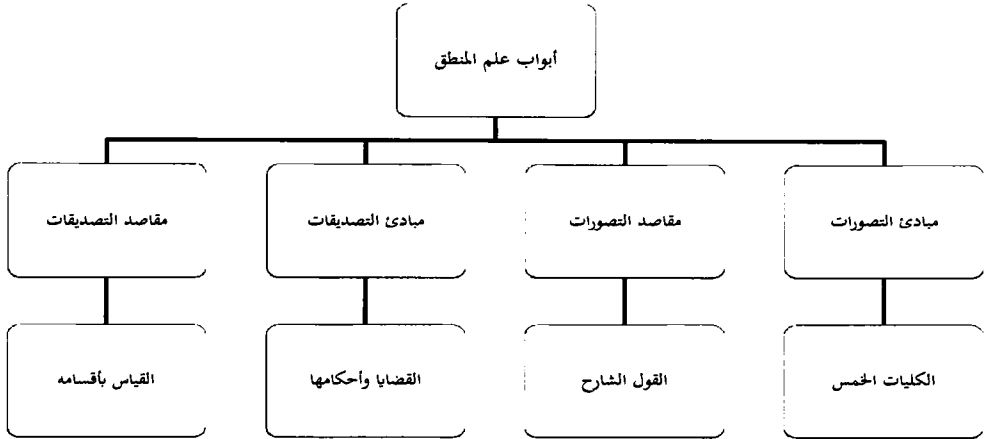 أبواب علم المنطق
مبادئ التصورات
مقاصد التصورات
مبادئ التصديقات
مقاصد التصديقات
الكليات الخمس
القول الشارح
القضايا وأحكامها
القياس بأقسامه